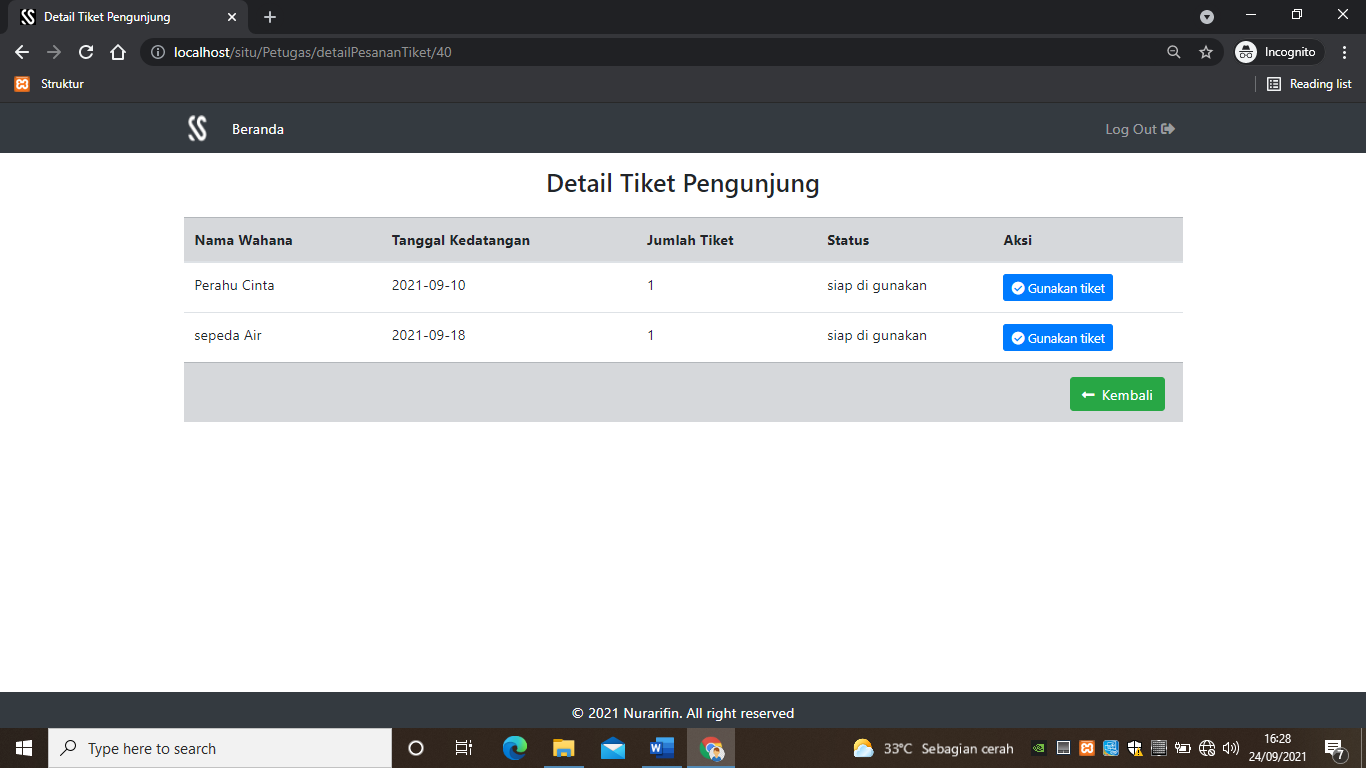 Detail Tiket Pengunjung
localhost/situ/Petugas/detailPesananTiket/40
Incognito
Struktur
Reading list
Beranda
Log Out
Detail Tiket Pengunjung
Nama Wahana Tanggal Kedatangan Jumlah Tiket Status Aksi
Perahu Cinta 2021-09-10 1 siap di gunakan Gunakan tiket
sepeda Air 2021-09-18 1 siap di gunakan Gunakan tiket
Kembali
© 2021 Nurarifin. All right reserved
Type here to search
33°C Sebagian cerah
16:28
24/09/2021
7